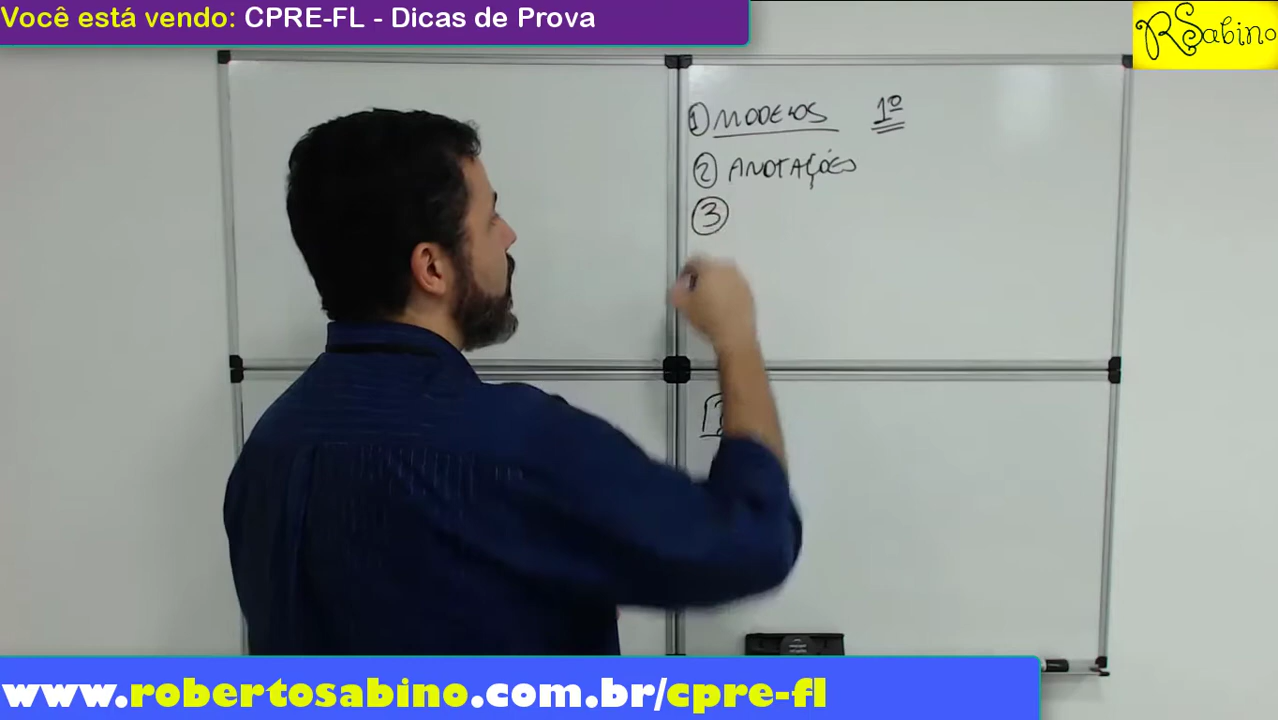 Você está vendo: CPRE-FL - Dicas de Prova
RSabino
① MODELOS 1º
② ANOTAÇÕES
③
www.robertosabino.com.br/cpre-fl